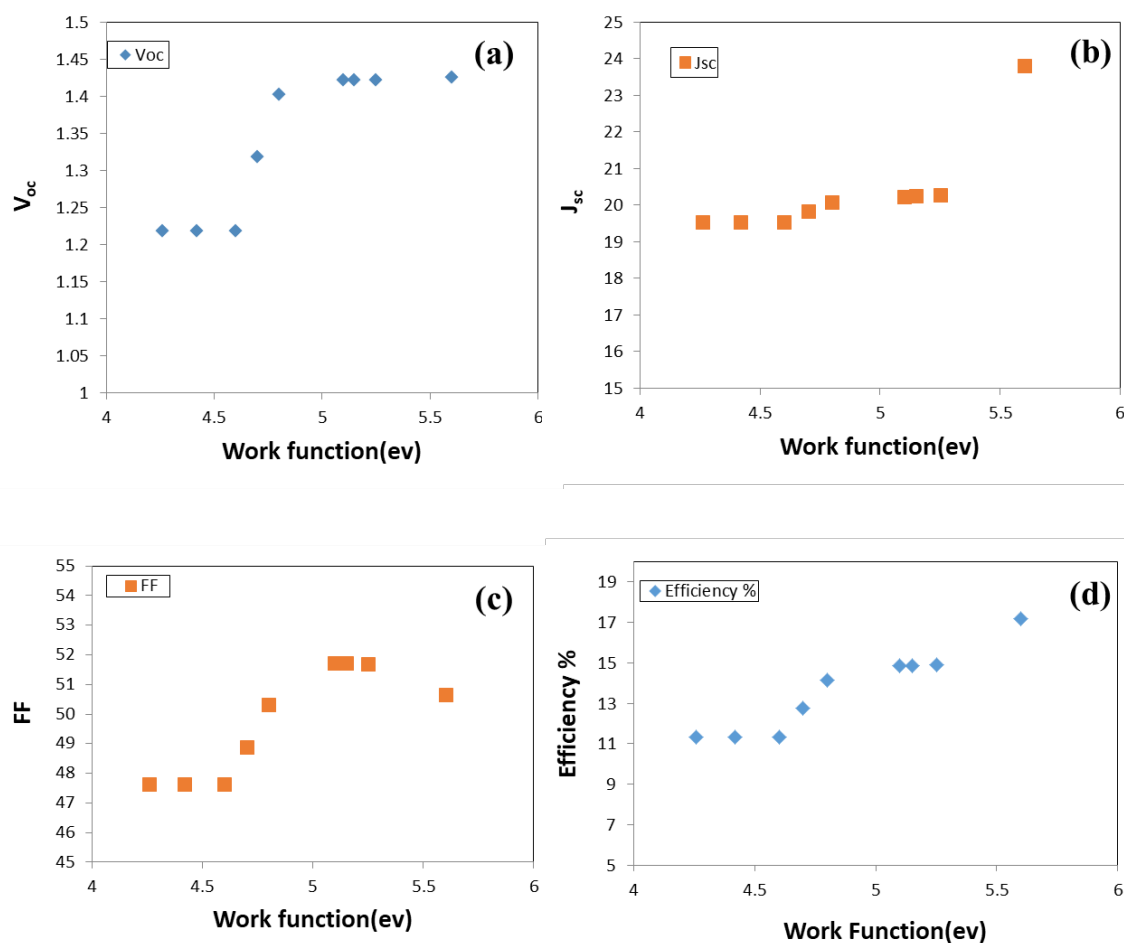 (a)
Voc
1.5
1.45
1.4
1.35
1.3
1.25
1.2
1.15
1.1
1.05
1
4 4.5 5 5.5 6
Voc
Work function(ev)
(b)
Jsc
25
24
23
22
21
20
19
18
17
16
15
4 4.5 5 5.5 6
Jsc
Work function(ev)
(c)
FF
55
54
53
52
51
50
49
48
47
46
45
4 4.5 5 5.5 6
FF
Work function(ev)
(d)
Efficiency %
19
17
15
13
11
9
7
5
4 4.5 5 5.5 6
Efficiency %
Work Function(ev)